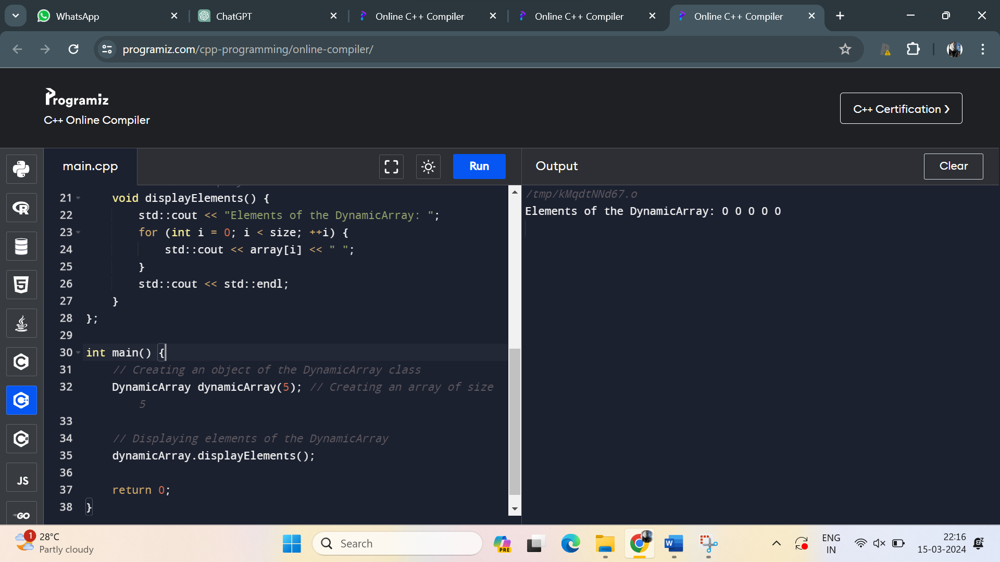 WhatsApp
ChatGPT
Online C++ Compiler
Online C++ Compiler
Online C++ Compiler
programiz.com/cpp-programming/online-compiler/
Programiz
C++ Online Compiler
C++ Certification ❯
main.cpp
Run
Output
Clear
21 void displayElements() {
22 std::cout << "Elements of the DynamicArray: ";
23 for (int i = 0; i < size; ++i) {
24 std::cout << array[i] << " ";
25 }
26 std::cout << std::endl;
27 }
28 };
29
30 int main() {
31 // Creating an object of the DynamicArray class
32 DynamicArray dynamicArray(5); // Creating an array of size
5
33
34 // Displaying elements of the DynamicArray
35 dynamicArray.displayElements();
36
37 return 0;
38 }
/tmp/kMqdtNNd67.o
Elements of the DynamicArray: 0 0 0 0 0
JS
GO
1
28°C
Partly cloudy
Search
PRE
W
ENG
IN
22:16
15-03-2024